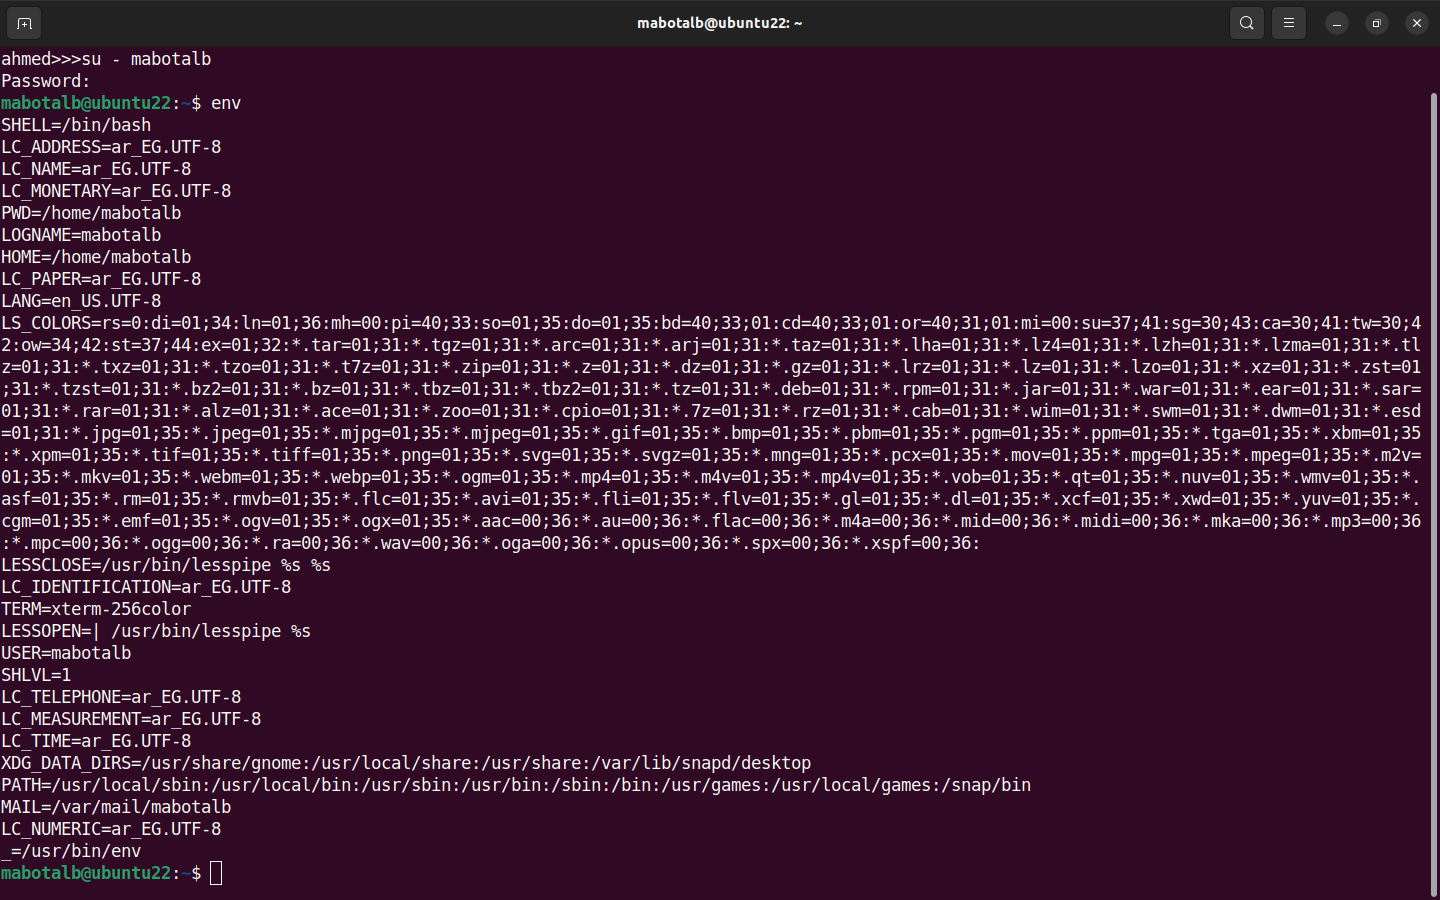 mabotalb@ubuntu22: ~
ahmed>>>su - mabotalb
Password:
mabotalb@ubuntu22:~$ env
SHELL=/bin/bash
LC_ADDRESS=ar_EG.UTF-8
LC_NAME=ar_EG.UTF-8
LC_MONETARY=ar_EG.UTF-8
PWD=/home/mabotalb
LOGNAME=mabotalb
HOME=/home/mabotalb
LC_PAPER=ar_EG.UTF-8
LANG=en_US.UTF-8
LS_COLORS=rs=0:di=01;34:ln=01;36:mh=00:pi=40;33:so=01;35:do=01;35:bd=40;33;01:cd=40;33;01:or=40;31;01:mi=00:su=37;41:sg=30;43:ca=30;41:tw=30;4
2:ow=34;42:st=37;44:ex=01;32:*.tar=01;31:*.tgz=01;31:*.arc=01;31:*.arj=01;31:*.taz=01;31:*.lha=01;31:*.lz4=01;31:*.lzh=01;31:*.lzma=01;31:*.tl
z=01;31:*.txz=01;31:*.tzo=01;31:*.t7z=01;31:*.zip=01;31:*.z=01;31:*.dz=01;31:*.gz=01;31:*.lrz=01;31:*.lz=01;31:*.lzo=01;31:*.xz=01;31:*.zst=01
;31:*.tzst=01;31:*.bz2=01;31:*.bz=01;31:*.tbz=01;31:*.tbz2=01;31:*.tz=01;31:*.deb=01;31:*.rpm=01;31:*.jar=01;31:*.war=01;31:*.ear=01;31:*.sar=
01;31:*.rar=01;31:*.alz=01;31:*.ace=01;31:*.zoo=01;31:*.cpio=01;31:*.7z=01;31:*.rz=01;31:*.cab=01;31:*.wim=01;31:*.swm=01;31:*.dwm=01;31:*.esd
=01;31:*.jpg=01;35:*.jpeg=01;35:*.mjpg=01;35:*.mjpeg=01;35:*.gif=01;35:*.bmp=01;35:*.pbm=01;35:*.pgm=01;35:*.ppm=01;35:*.tga=01;35:*.xbm=01;35
:*.xpm=01;35:*.tif=01;35:*.tiff=01;35:*.png=01;35:*.svg=01;35:*.svgz=01;35:*.mng=01;35:*.pcx=01;35:*.mov=01;35:*.mpg=01;35:*.mpeg=01;35:*.m2v=
01;35:*.mkv=01;35:*.webm=01;35:*.webp=01;35:*.ogm=01;35:*.mp4=01;35:*.m4v=01;35:*.mp4v=01;35:*.vob=01;35:*.qt=01;35:*.nuv=01;35:*.wmv=01;35:*.
asf=01;35:*.rm=01;35:*.rmvb=01;35:*.flc=01;35:*.avi=01;35:*.fli=01;35:*.flv=01;35:*.gl=01;35:*.dl=01;35:*.xcf=01;35:*.xwd=01;35:*.yuv=01;35:*.
cgm=01;35:*.emf=01;35:*.ogv=01;35:*.ogx=01;35:*.aac=00;36:*.au=00;36:*.flac=00;36:*.m4a=00;36:*.mid=00;36:*.midi=00;36:*.mka=00;36:*.mp3=00;36
:*.mpc=00;36:*.ogg=00;36:*.ra=00;36:*.wav=00;36:*.oga=00;36:*.opus=00;36:*.spx=00;36:*.xspf=00;36:
LESSCLOSE=/usr/bin/lesspipe %s %s
LC_IDENTIFICATION=ar_EG.UTF-8
TERM=xterm-256color
LESSOPEN=| /usr/bin/lesspipe %s
USER=mabotalb
SHLVL=1
LC_TELEPHONE=ar_EG.UTF-8
LC_MEASUREMENT=ar_EG.UTF-8
LC_TIME=ar_EG.UTF-8
XDG_DATA_DIRS=/usr/share/gnome:/usr/local/share:/usr/share:/var/lib/snapd/desktop
PATH=/usr/local/sbin:/usr/local/bin:/usr/sbin:/usr/bin:/sbin:/bin:/usr/games:/usr/local/games:/snap/bin
MAIL=/var/mail/mabotalb
LC_NUMERIC=ar_EG.UTF-8
_=/usr/bin/env
mabotalb@ubuntu22:~$